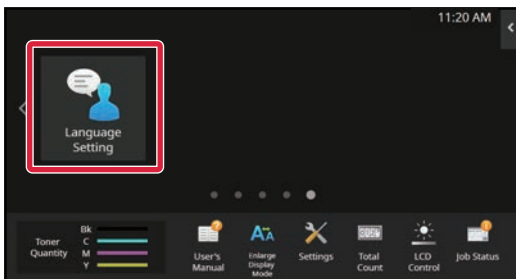 11:20 AM
Language
Setting
Toner
Quantity
Bk
C
M
Y
User's
Manual
Enlarge
Display
Mode
Settings
Total
Count
LCD
Control
Job Status